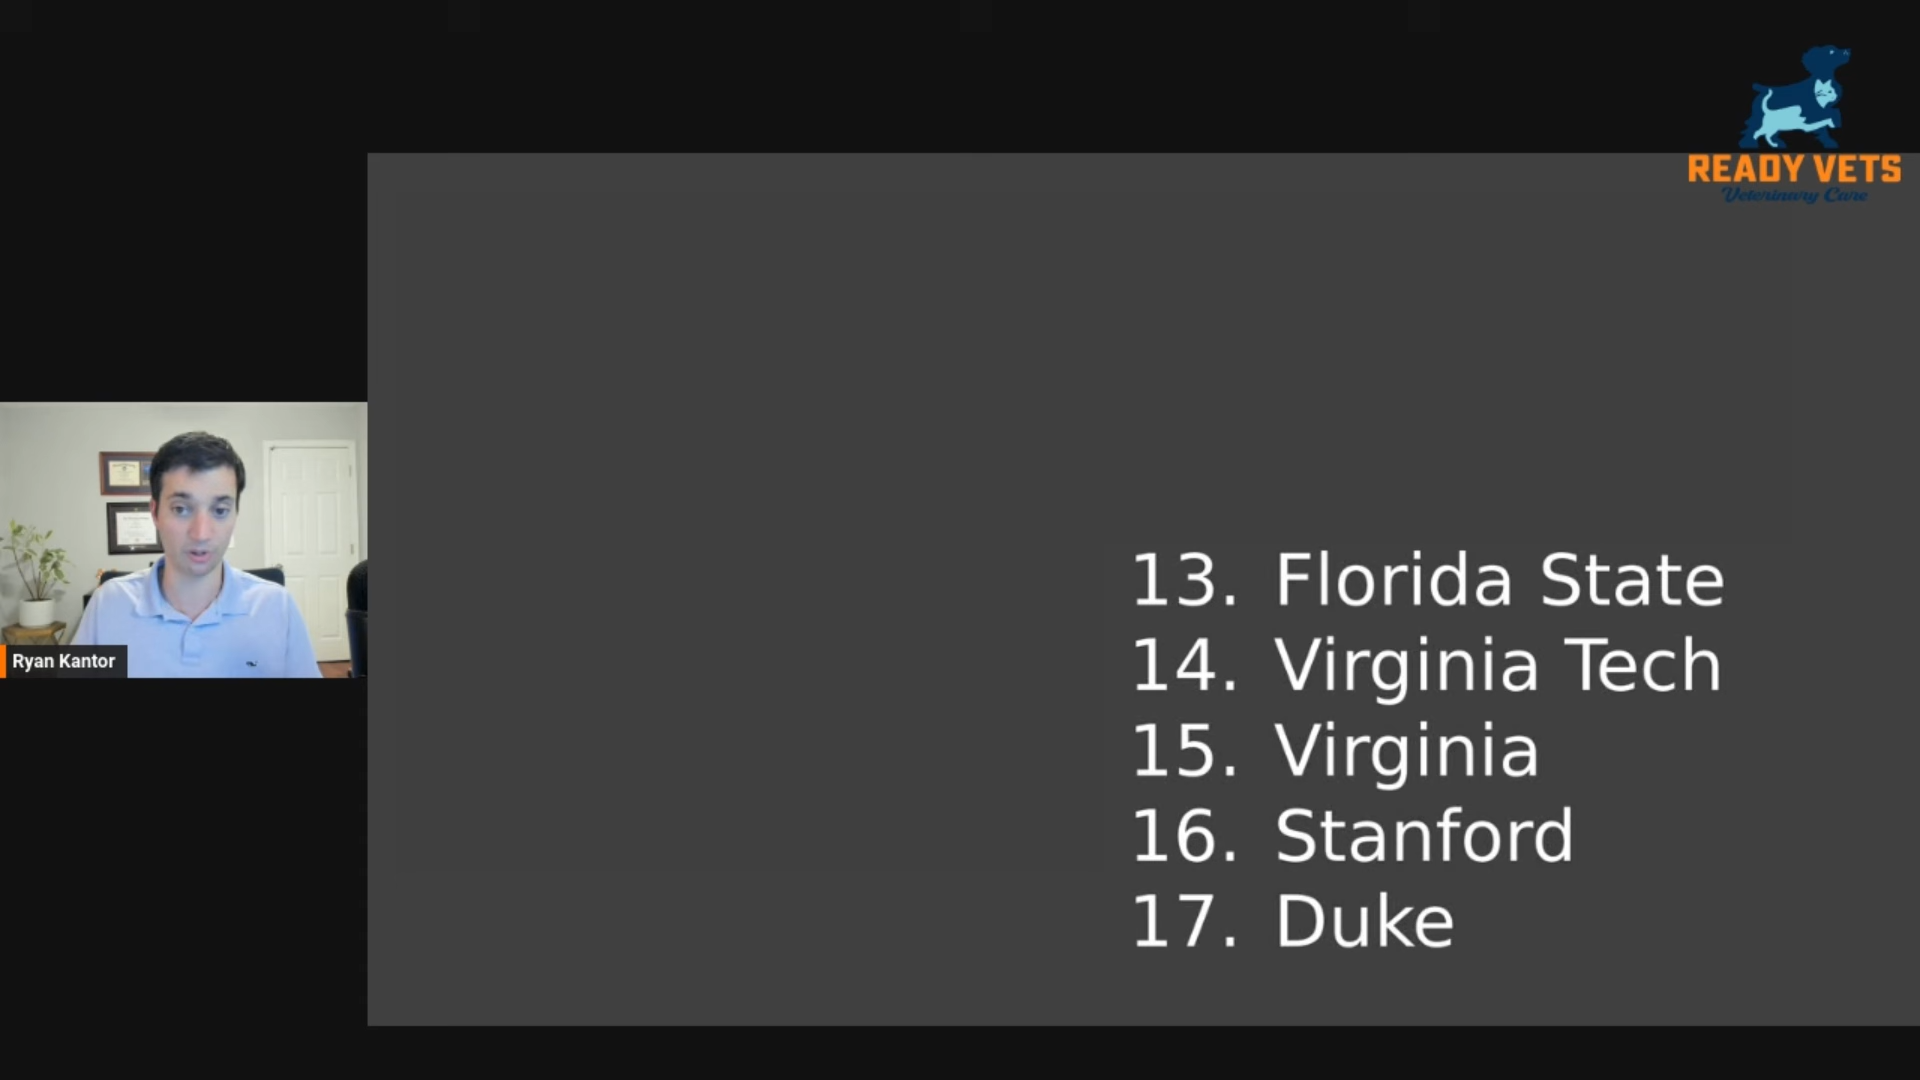 READY VETS
Veterinary Care
Ryan Kantor
13. Florida State
14. Virginia Tech
15. Virginia
16. Stanford
17. Duke